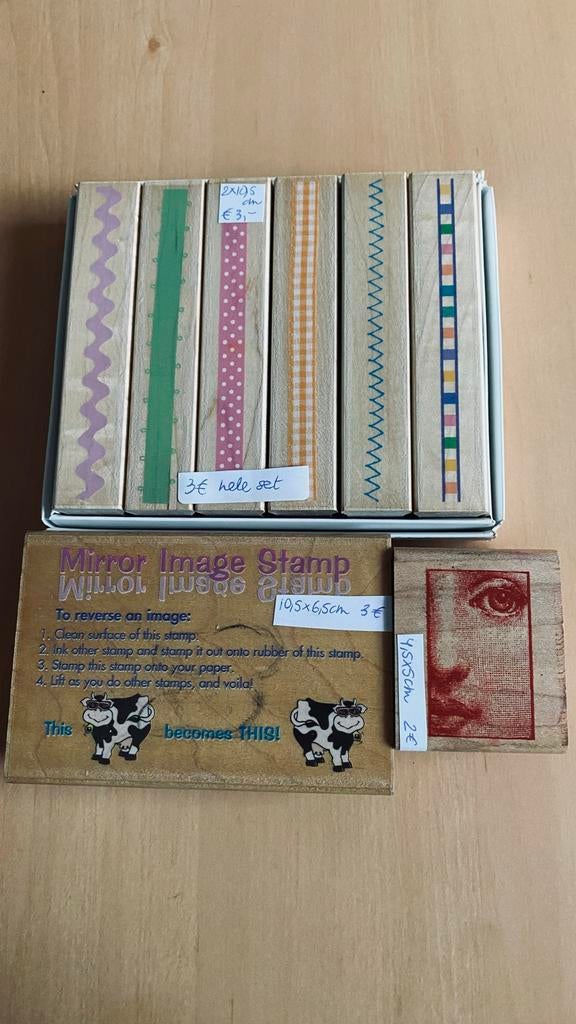 2x10,5
cm
€3,-
3€ hele set
Mirror Image Stamp
Mirror Image Stamp
To reverse an image:
1. Clean surface of this stamp.
2. Ink other stamp and stamp it out onto rubber of this stamp.
3. Stamp this stamp onto your paper.
4. Lift as you do other stamps, and voila!
This becomes THIS!
10,5x6,5cm 3€
4,5x5cm 2€